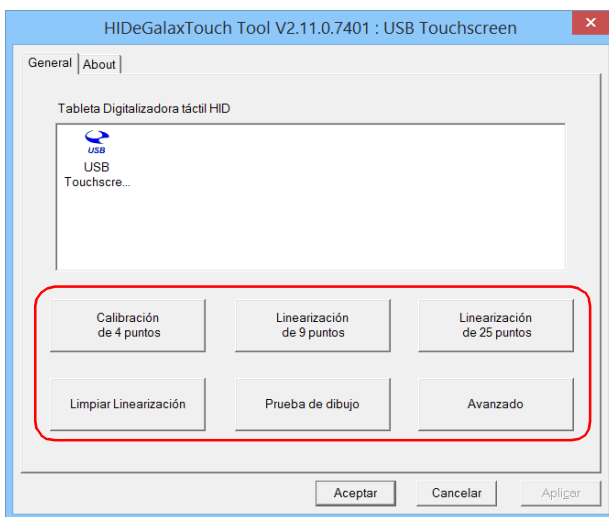 HIDeGalaxTouch Tool V2.11.0.7401 : USB Touchscreen
General About
Tableta Digitalizadora táctil HID
USB
USB
Touchscre...
Calibración
de 4 puntos
Linearización
de 9 puntos
Linearización
de 25 puntos
Limpiar Linearización
Prueba de dibujo
Avanzado
Aceptar
Cancelar
Aplicar